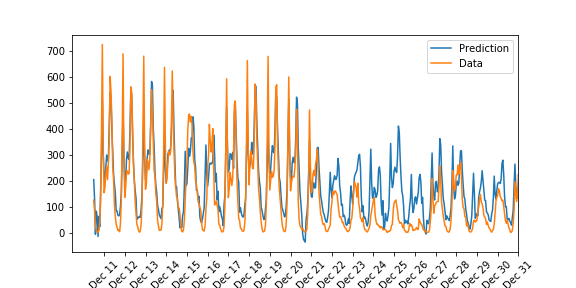 Prediction
Data
700
600
500
400
300
200
100
0
Dec 11
Dec 12
Dec 13
Dec 14
Dec 15
Dec 16
Dec 17
Dec 18
Dec 19
Dec 20
Dec 21
Dec 22
Dec 23
Dec 24
Dec 25
Dec 26
Dec 27
Dec 28
Dec 29
Dec 30
Dec 31